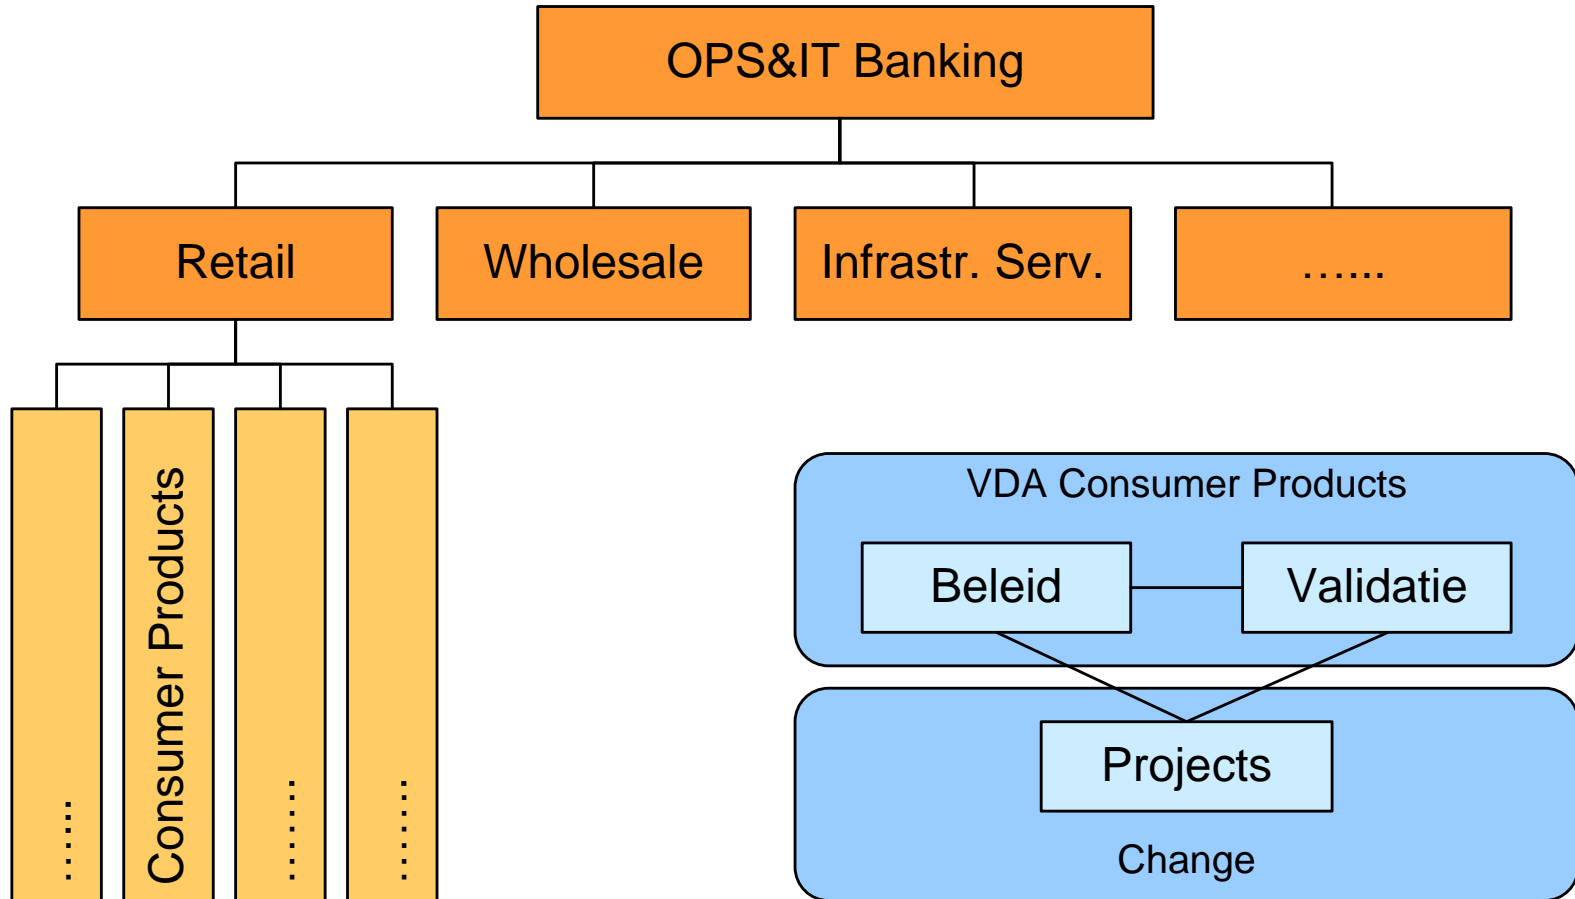 OPS&IT Banking
Retail
Wholesale
Infrastr. Serv.
…...
......
Consumer Products
.......
.......
VDA Consumer Products
Beleid
Validatie
Projects
Change